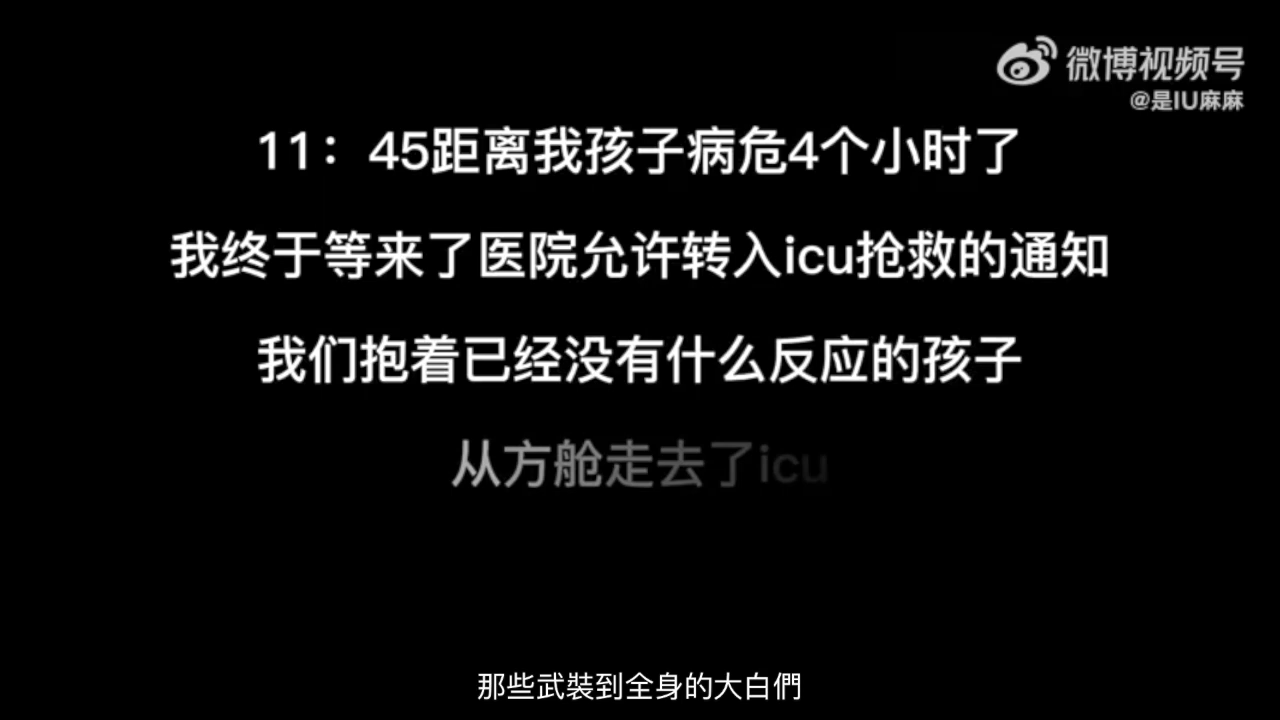 微博视频号
@是IU麻麻
11：45距离我孩子病危4个小时了
我终于等来了医院允许转入icu抢救的通知
我们抱着已经没有什么反应的孩子
从方舱走去了icu
那些武裝到全身的大白們